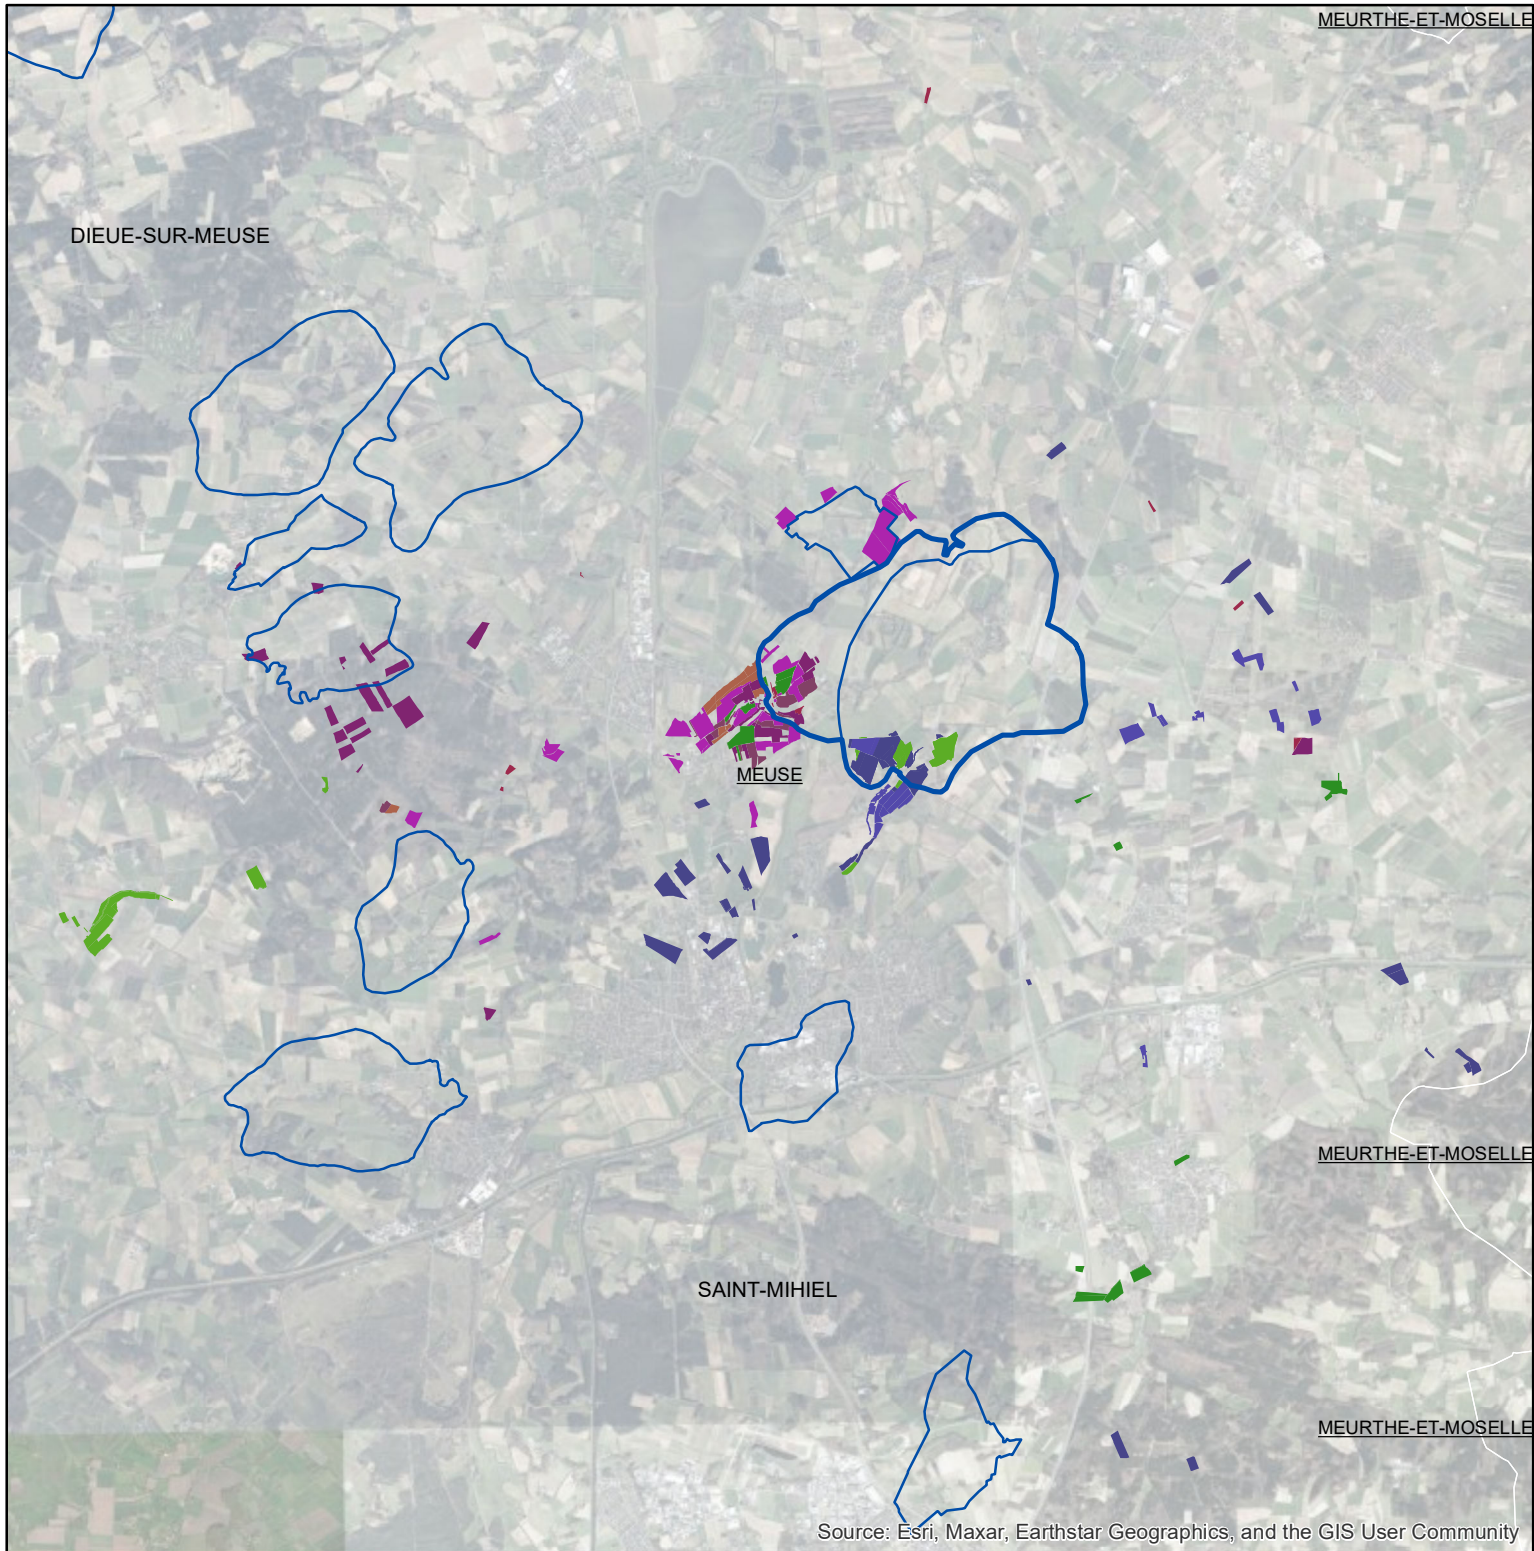 MEURTHE-ET-MOSELLE
DIEUE-SUR-MEUSE
MEUSE
MEURTHE-ET-MOSELLE
SAINT-MIHIEL
MEURTHE-ET-MOSELLE
Source: Esri, Maxar, Earthstar Geographics, and the GIS User Community